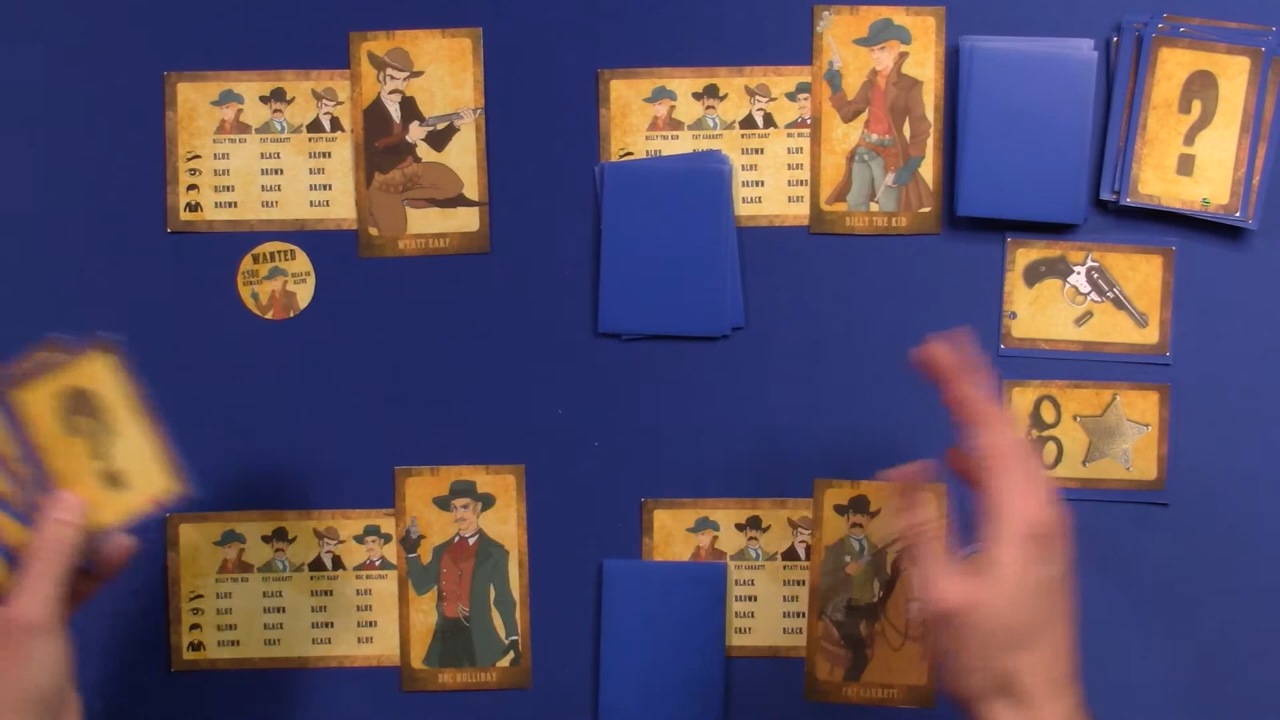 BILLY THE KID PAT GARRETT WYATT EARP
BLUE BLACK BROWN
BLUE BROWN BLUE
BLOND BLACK BROWN
BROWN GRAY BLACK
WYATT EARP
WANTED
$500 DEAD OR
REWARD ALIVE
BILLY THE KID PAT GARRETT WYATT EARP DOC HOLLI
BLUE BLACK BROWN BLUE
BLUE BLUE
BROWN BLOND
BLACK BLUE
BILLY THE KID
?
?
BILLY THE KID PAT GARRETT WYATT EARP DOC HOLLIDAY
BLUE BLACK BROWN BLUE
BLUE BROWN BLUE BLUE
BLOND BLACK BROWN BLOND
BROWN GRAY BLACK BLUE
DOC HOLLIDAY
PAT GARRETT WYATT EARP
BLACK BROWN
BROWN BLUE
BLACK BROWN
GRAY BLACK
PAT GARRETT